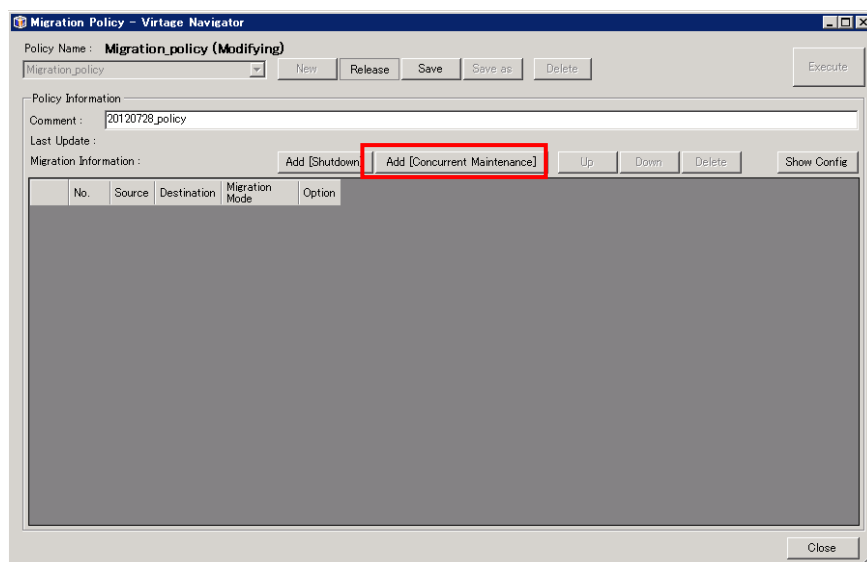 Migration Policy - Virtage Navigator
Policy Name : Migration_policy (Modifying)
Migration_policy New Release Save Save as Delete Execute
Policy Information
Comment : 20120728_policy
Last Update :
Migration Information : Add [Shutdown Add [Concurrent Maintenance] Up Down Delete Show Config
No. Source Destination Migration Mode Option
Close